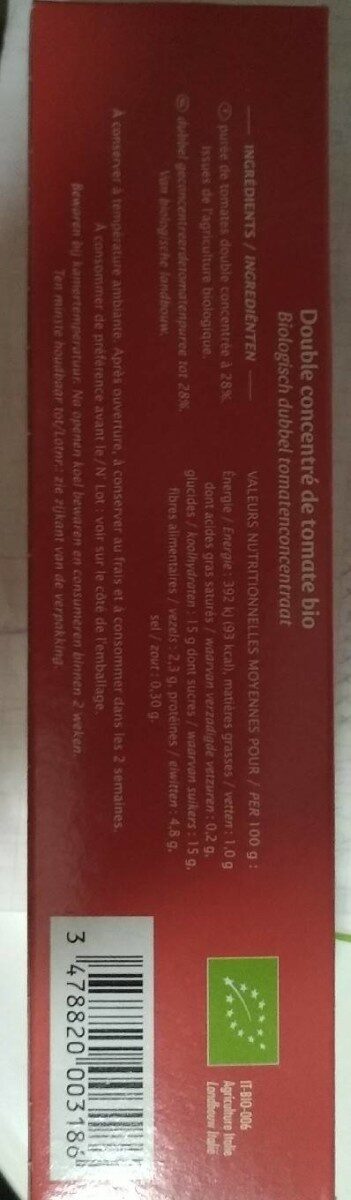 Double concentré de tomate bio
Biologisch dubbel tomatenconcentraat
INGRÉDIENTS / INGREDIËNTEN
F purée de tomates double concentrée à 28%,
issues de l'agriculture biologique.
dubbel geconcentreerdetomatenpuree tot 28%,
Van biologische landbouw.
VALEURS NUTRITIONNELLES MOYENNES POUR / PER 100 g :
Énergie / Energie : 392 kJ (93 kcal), matières grasses / vetten : 1,0 g
dont acides gras saturés / waarvan verzadigde vetzuren : 0,2 g,
glucides / koolhydraten : 15 g dont sucres / waarvan suikers : 15 g,
fibres alimentaires / vezels : 2,3 g, protéines / eiwitten : 4,8 g,
sel / zout : 0,30 g.
À conserver à température ambiante. Après ouverture, à conserver au frais et à consommer dans les 2 semaines.
À consommer de préférence avant le / N° Lot : voir sur le côté de l'emballage.
Bewaren bij kamertemperatuur. Na openen koel bewaren en consumeren binnen 2 weken.
Ten minste houdbaar tot/Lotnr.: zie zijkant van de verpakking.
IT-BIO-006
Agriculture Italie
Landbouw Italië
3 478820 003186